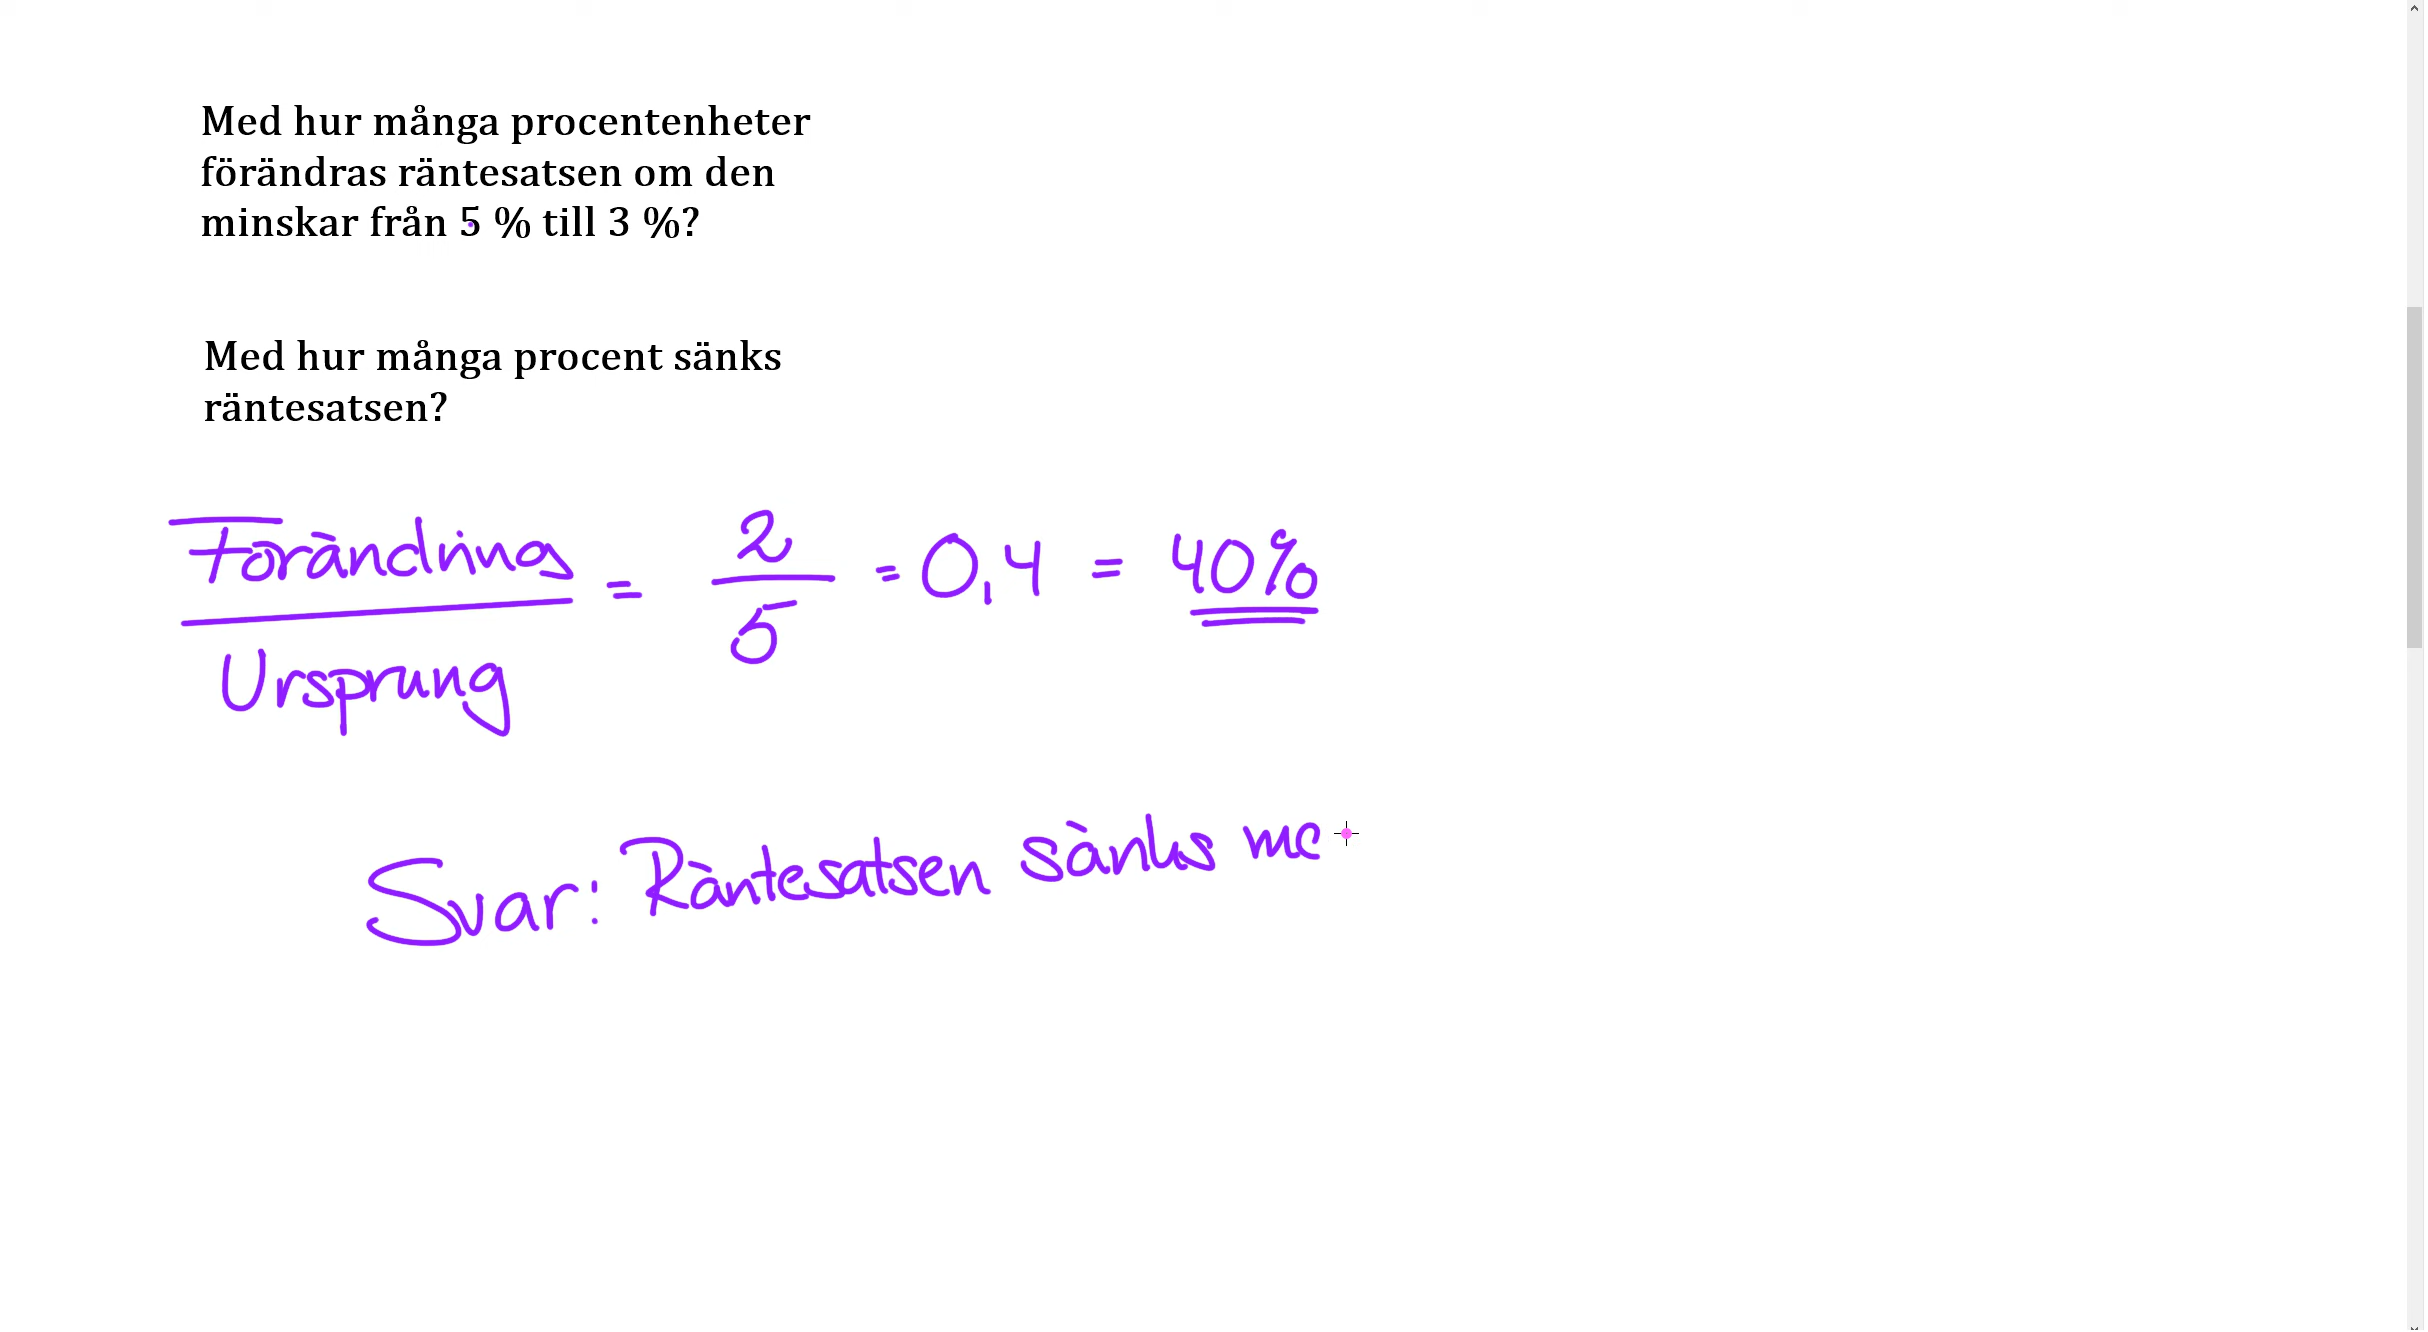 Med hur många procentenheter
förändras räntesatsen om den
minskar från 5 % till 3 %?
Med hur många procent sänks
räntesatsen?
Förändring / Ursprung = 2 / 5 = 0,4 = 40%
Svar: Räntesatsen sänks me